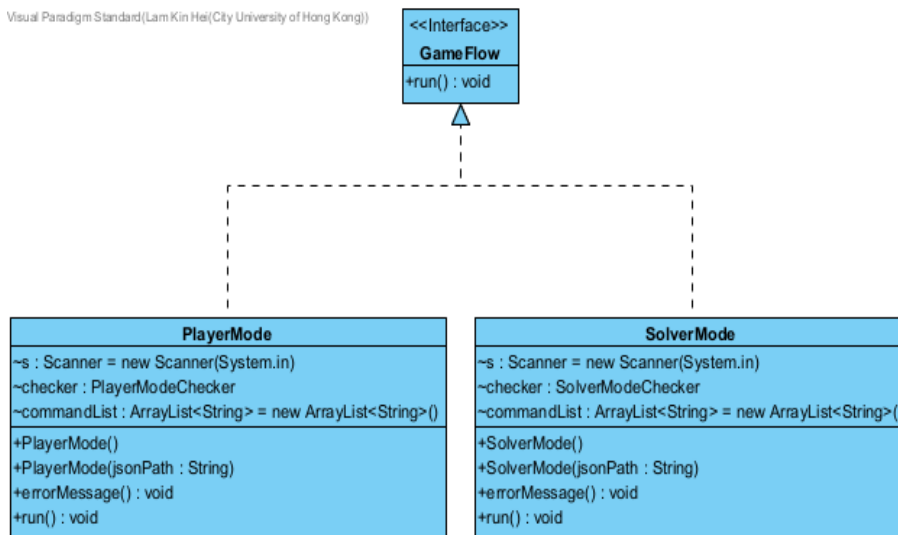 Visual Paradigm Standard(Lam Kin Hei(City University of Hong Kong))
<<Interface>>
GameFlow
+run() : void
PlayerMode
~s : Scanner = new Scanner(System.in)
~checker : PlayerModeChecker
~commandList : ArrayList<String> = new ArrayList<String>()
+PlayerMode()
+PlayerMode(jsonPath : String)
+errorMessage() : void
+run() : void
SolverMode
~s : Scanner = new Scanner(System.in)
~checker : SolverModeChecker
~commandList : ArrayList<String> = new ArrayList<String>(
+SolverMode()
+SolverMode(jsonPath : String)
+errorMessage() : void
+run() : void